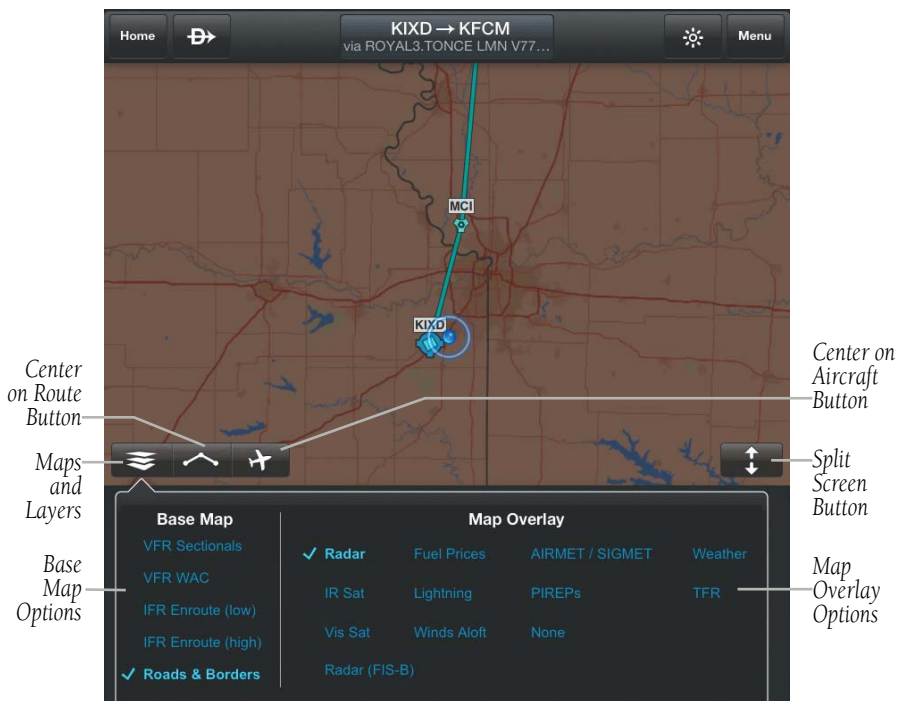 Home
KIXD → KFCM
via ROYAL3.TONCE LMN V77...
Menu
MCI
KIXD
Center
on Route
Button
Maps
and
Layers
Base
Map
Options
Center on
Aircraft
Button
Split
Screen
Button
Map
Overlay
Options
Base Map
VFR Sectionals
VFR WAC
IFR Enroute (low)
IFR Enroute (high)
✓ Roads & Borders
Map Overlay
✓ Radar Fuel Prices AIRMET / SIGMET Weather
IR Sat Lightning PIREPs TFR
Vis Sat Winds Aloft None
Radar (FIS-B)